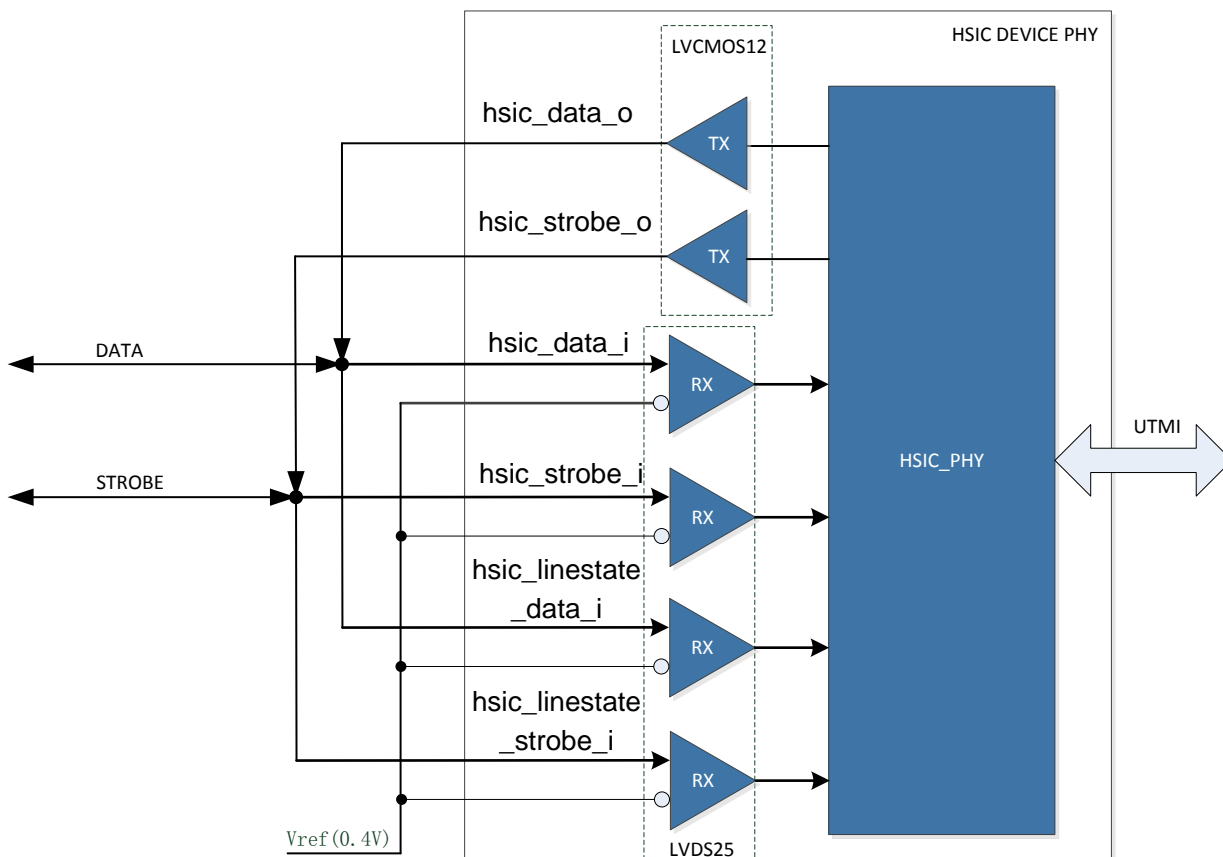 HSIC DEVICE PHY
LVCMOS12
hsic_data_o
TX
hsic_strobe_o
TX
DATA
hsic_data_i
RX
UTMI
HSIC_PHY
STROBE
hsic_strobe_i
RX
hsic_linestate
_data_i
RX
hsic_linestate
_strobe_i
RX
Vref(0.4V)
LVDS25